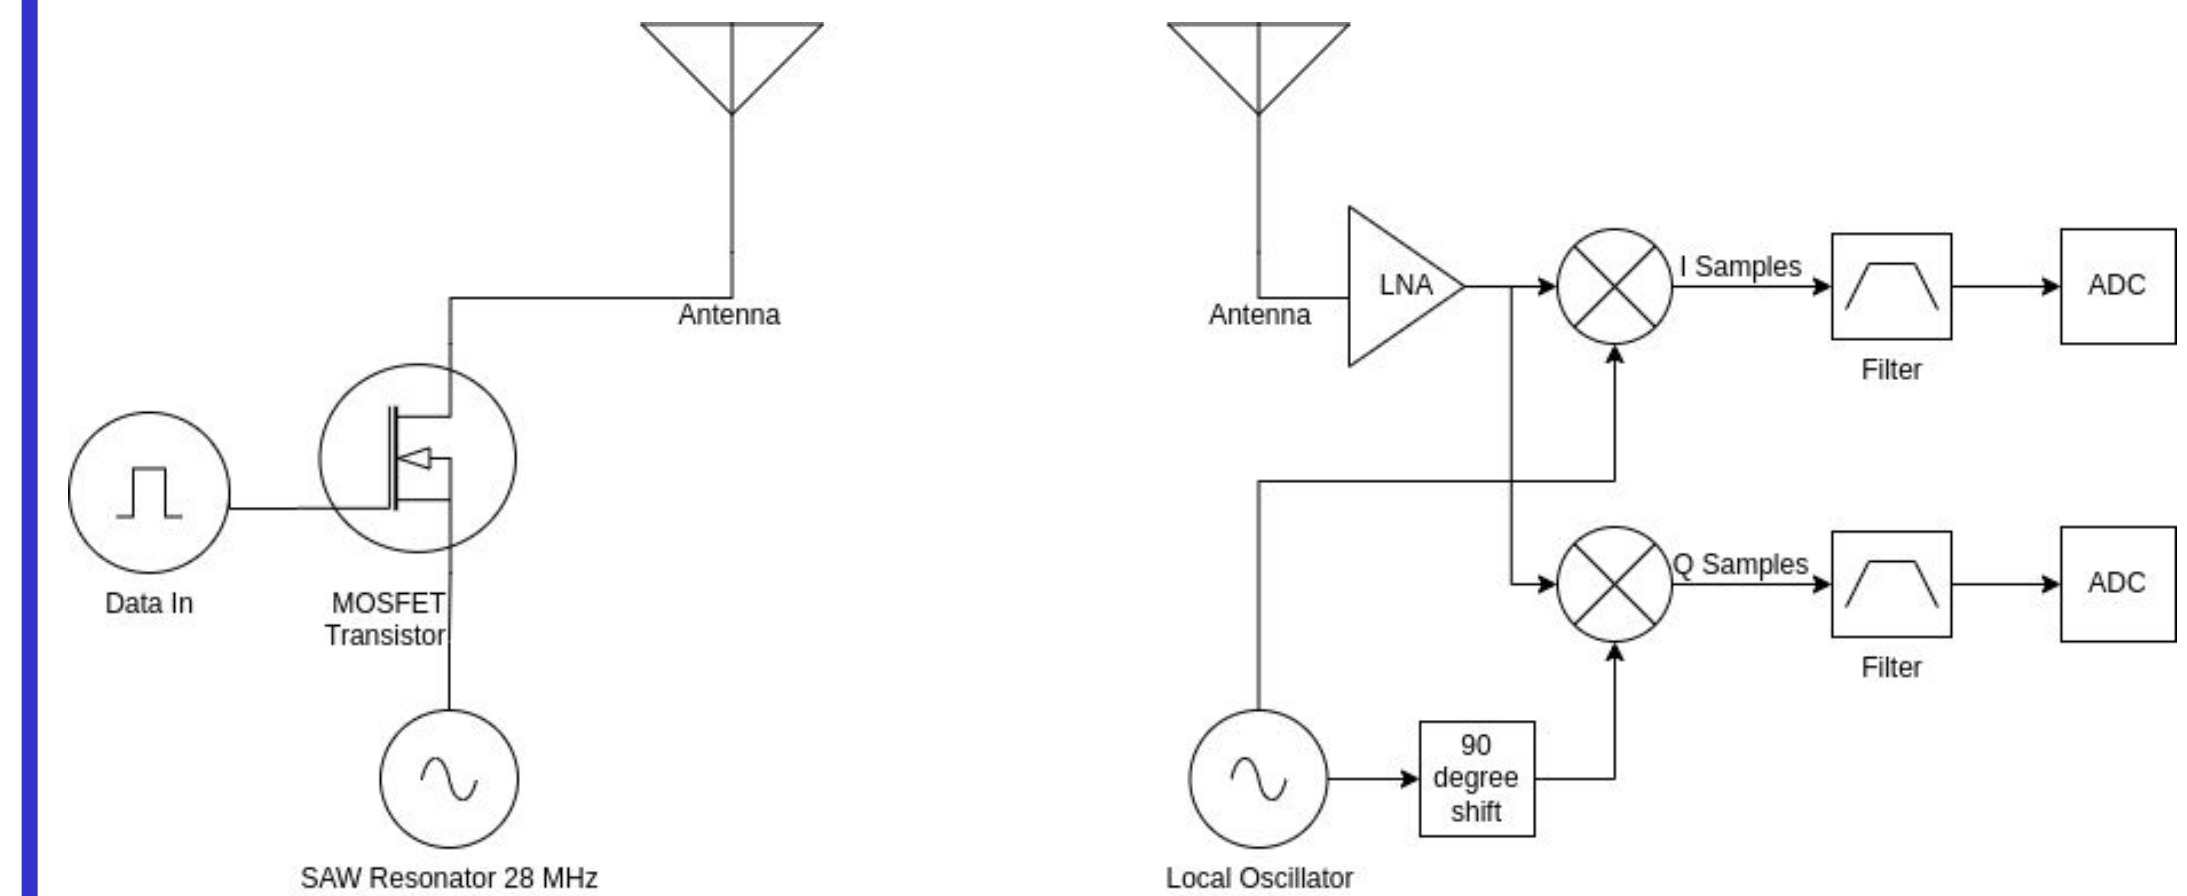 Antenna
Data In
MOSFET
Transistor
SAW Resonator 28 MHz
Antenna
LNA
I Samples
Filter
ADC
Q Samples
Filter
ADC
90
degree
shift
Local Oscillator